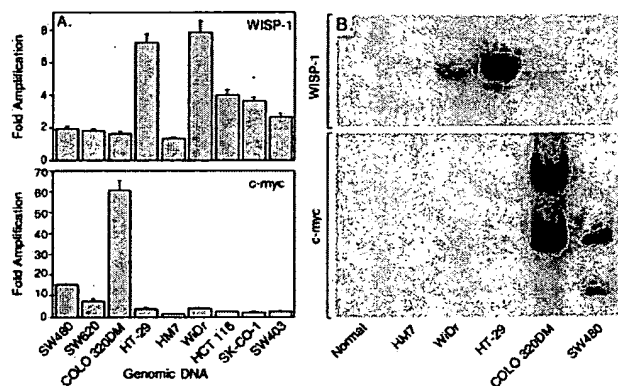 A.
WISP-1
Fold Amplification
8
6
4
2
0
c-myc
Fold Amplification
70
60
50
40
30
20
10
0
SW480
SW620
COLO 320DM
HT-29
HM7
WiDr
HCT 116
SK-CO-1
SW403
Genomic DNA
B.
WISP-1
c-myc
Normal
HM7
WiDr
HT-29
COLO 320DM
SW480